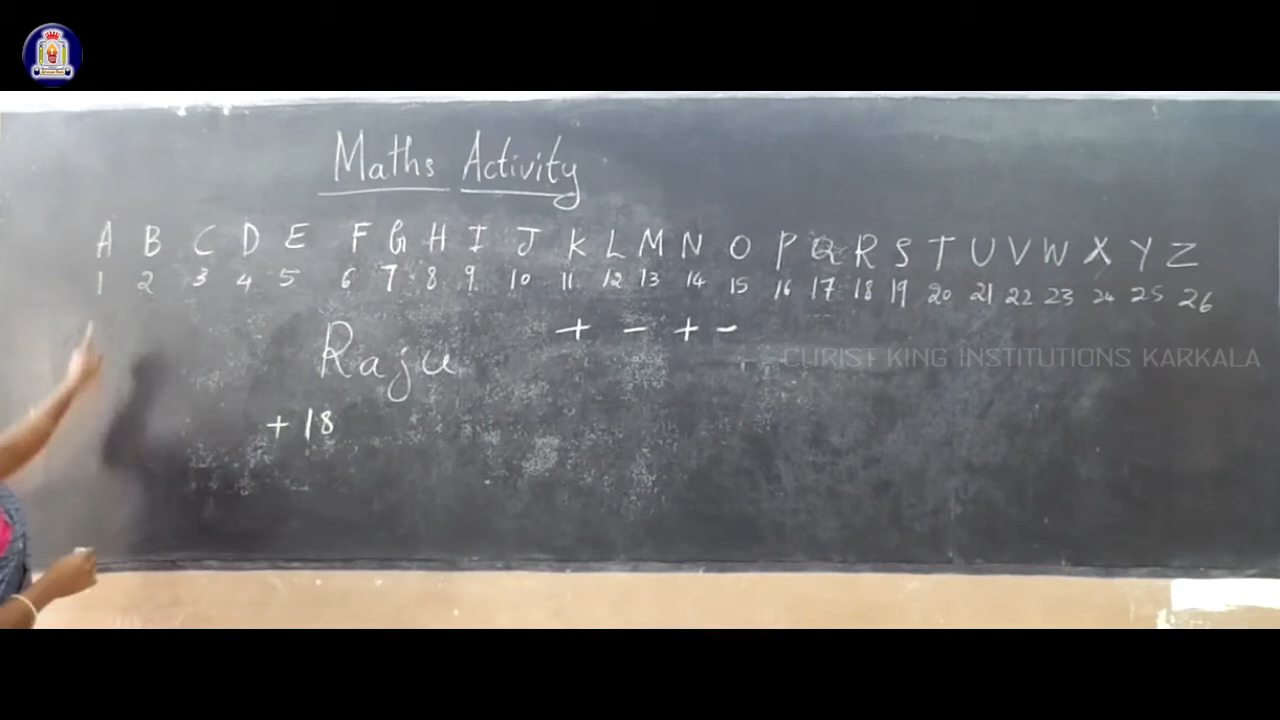 Maths Activity
A B C D E F G H I J K L M N O P Q R S T U V W X Y Z
1 2 3 4 5 6 7 8 9 10 11 12 13 14 15 16 17 18 19 20 21 22 23 24 25 26
Raju + - + -
CHRIST KING INSTITUTIONS KARKALA
+ 18